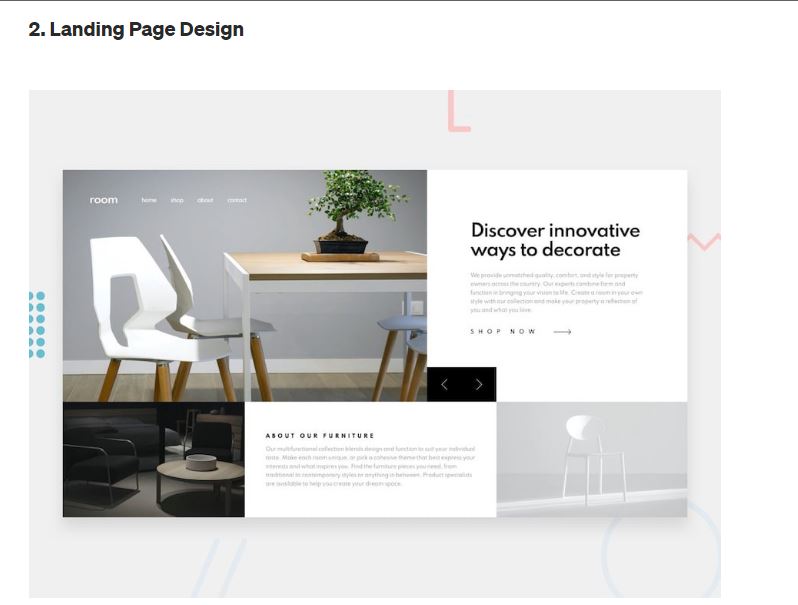 2. Landing Page Design
room home shop about contact
Discover innovative
ways to decorate
We provide unmatched quality, comfort, and style for property
owners across the country. Our experts combine form and
function in bringing your vision to life. Create a room in your own
style with our collection and make your property a reflection of
you and what you love.
SHOP NOW
ABOUT OUR FURNITURE
Our multifunctional collection blends design and function to suit your individual
taste. Make each room unique, or pick a cohesive theme that best express your
interests and what inspires you. Find the furniture pieces you need, from
traditional to contemporary styles or anything in between. Product specialists
are available to help you create your dream space.